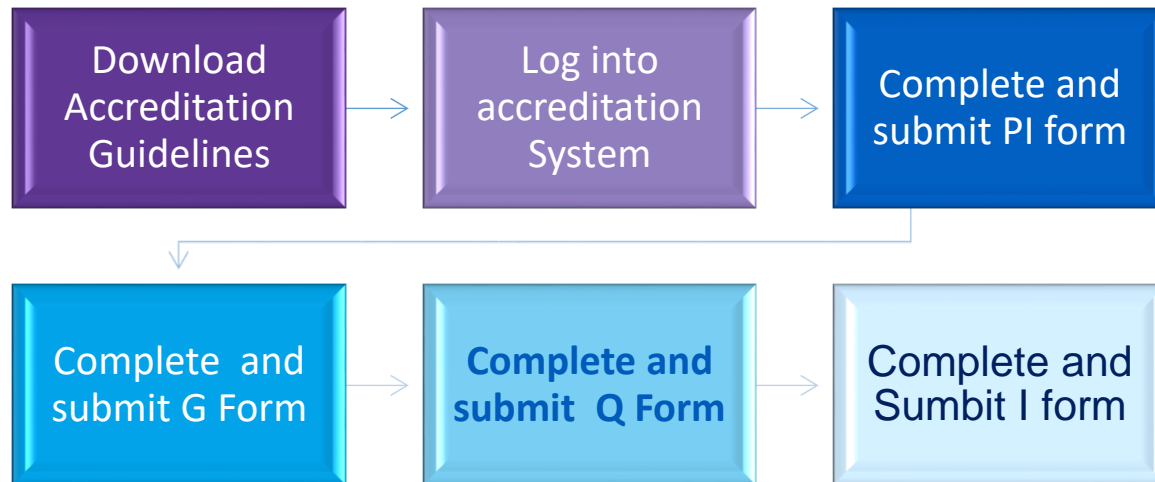 Download
Accreditation
Guidelines
Log into
accreditation
System
Complete and
submit PI form
Complete and
submit G Form
Complete and
submit Q Form
Complete and
Sumbit I form